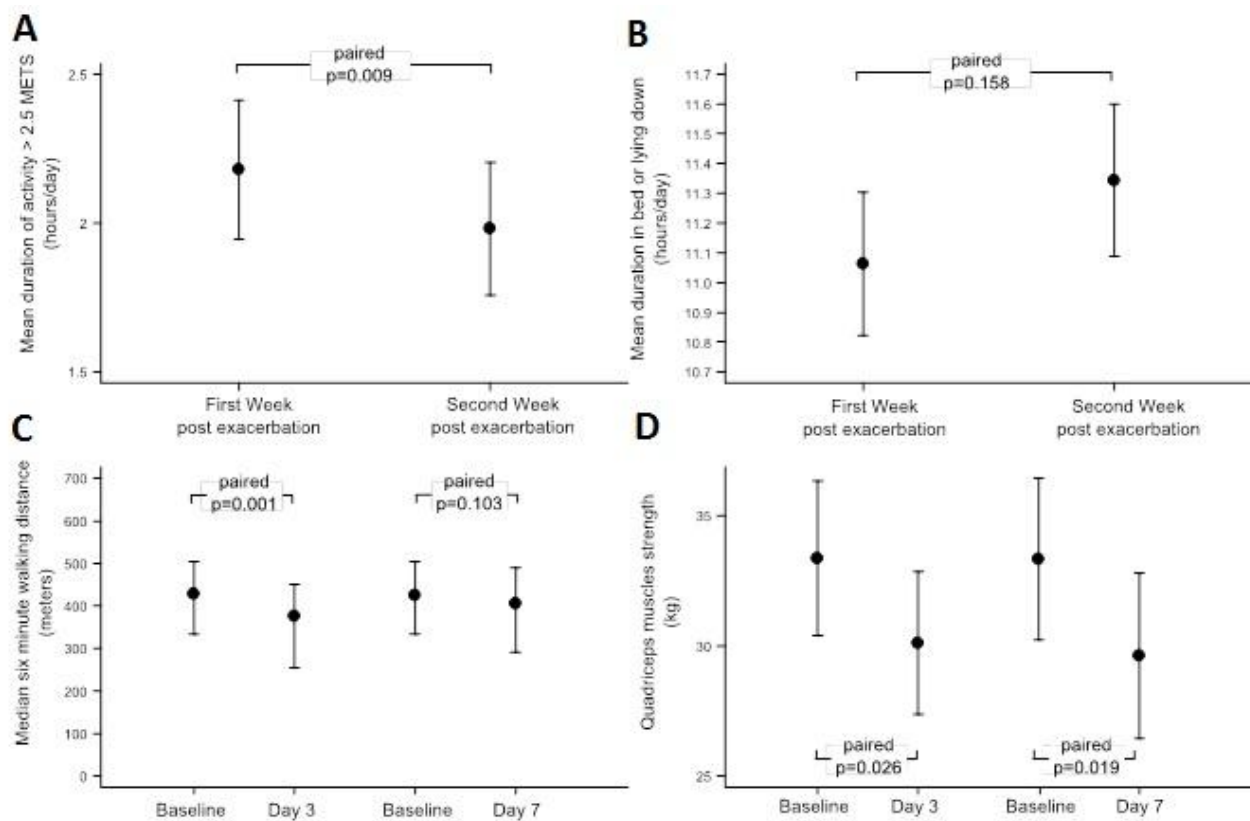 A
Mean duration of activity > 2.5 METS
(hours/day)
2.5
2
1.5
paired
p=0.009
First Week
post exacerbation
Second Week
post exacerbation
B
Mean duration in bed or lying down
(hours/day)
11.7
11.6
11.5
11.4
11.3
11.2
11.1
11.0
10.9
10.8
10.7
paired
p=0.158
First Week
post exacerbation
Second Week
post exacerbation
C
Median six minute walking distance
(meters)
700
600
500
400
300
200
100
0
paired
p=0.001
paired
p=0.103
Baseline
Day 3
Baseline
Day 7
D
Quadriceps muscles strength
(kg)
35
30
25
paired
p=0.026
paired
p=0.019
Baseline
Day 3
Baseline
Day 7